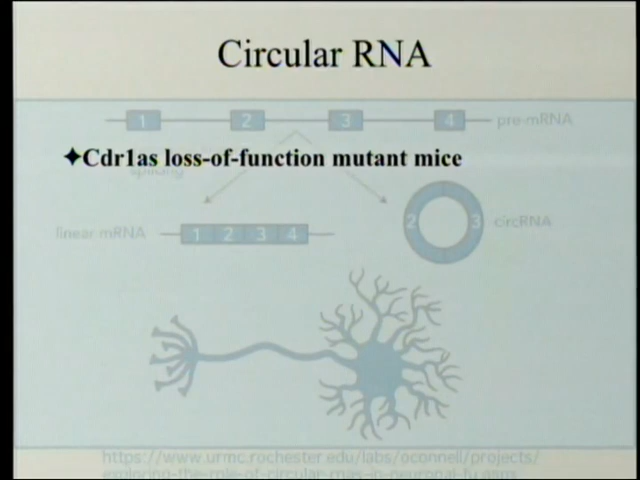 Circular RNA
1 2 3 4 pre-mRNA
✦Cdr1as loss-of-function mutant mice
splicing
linear mRNA 1 2 3 4
2 3 circRNA
https://www.urmc.rochester.edu/labs/oconnell/projects/